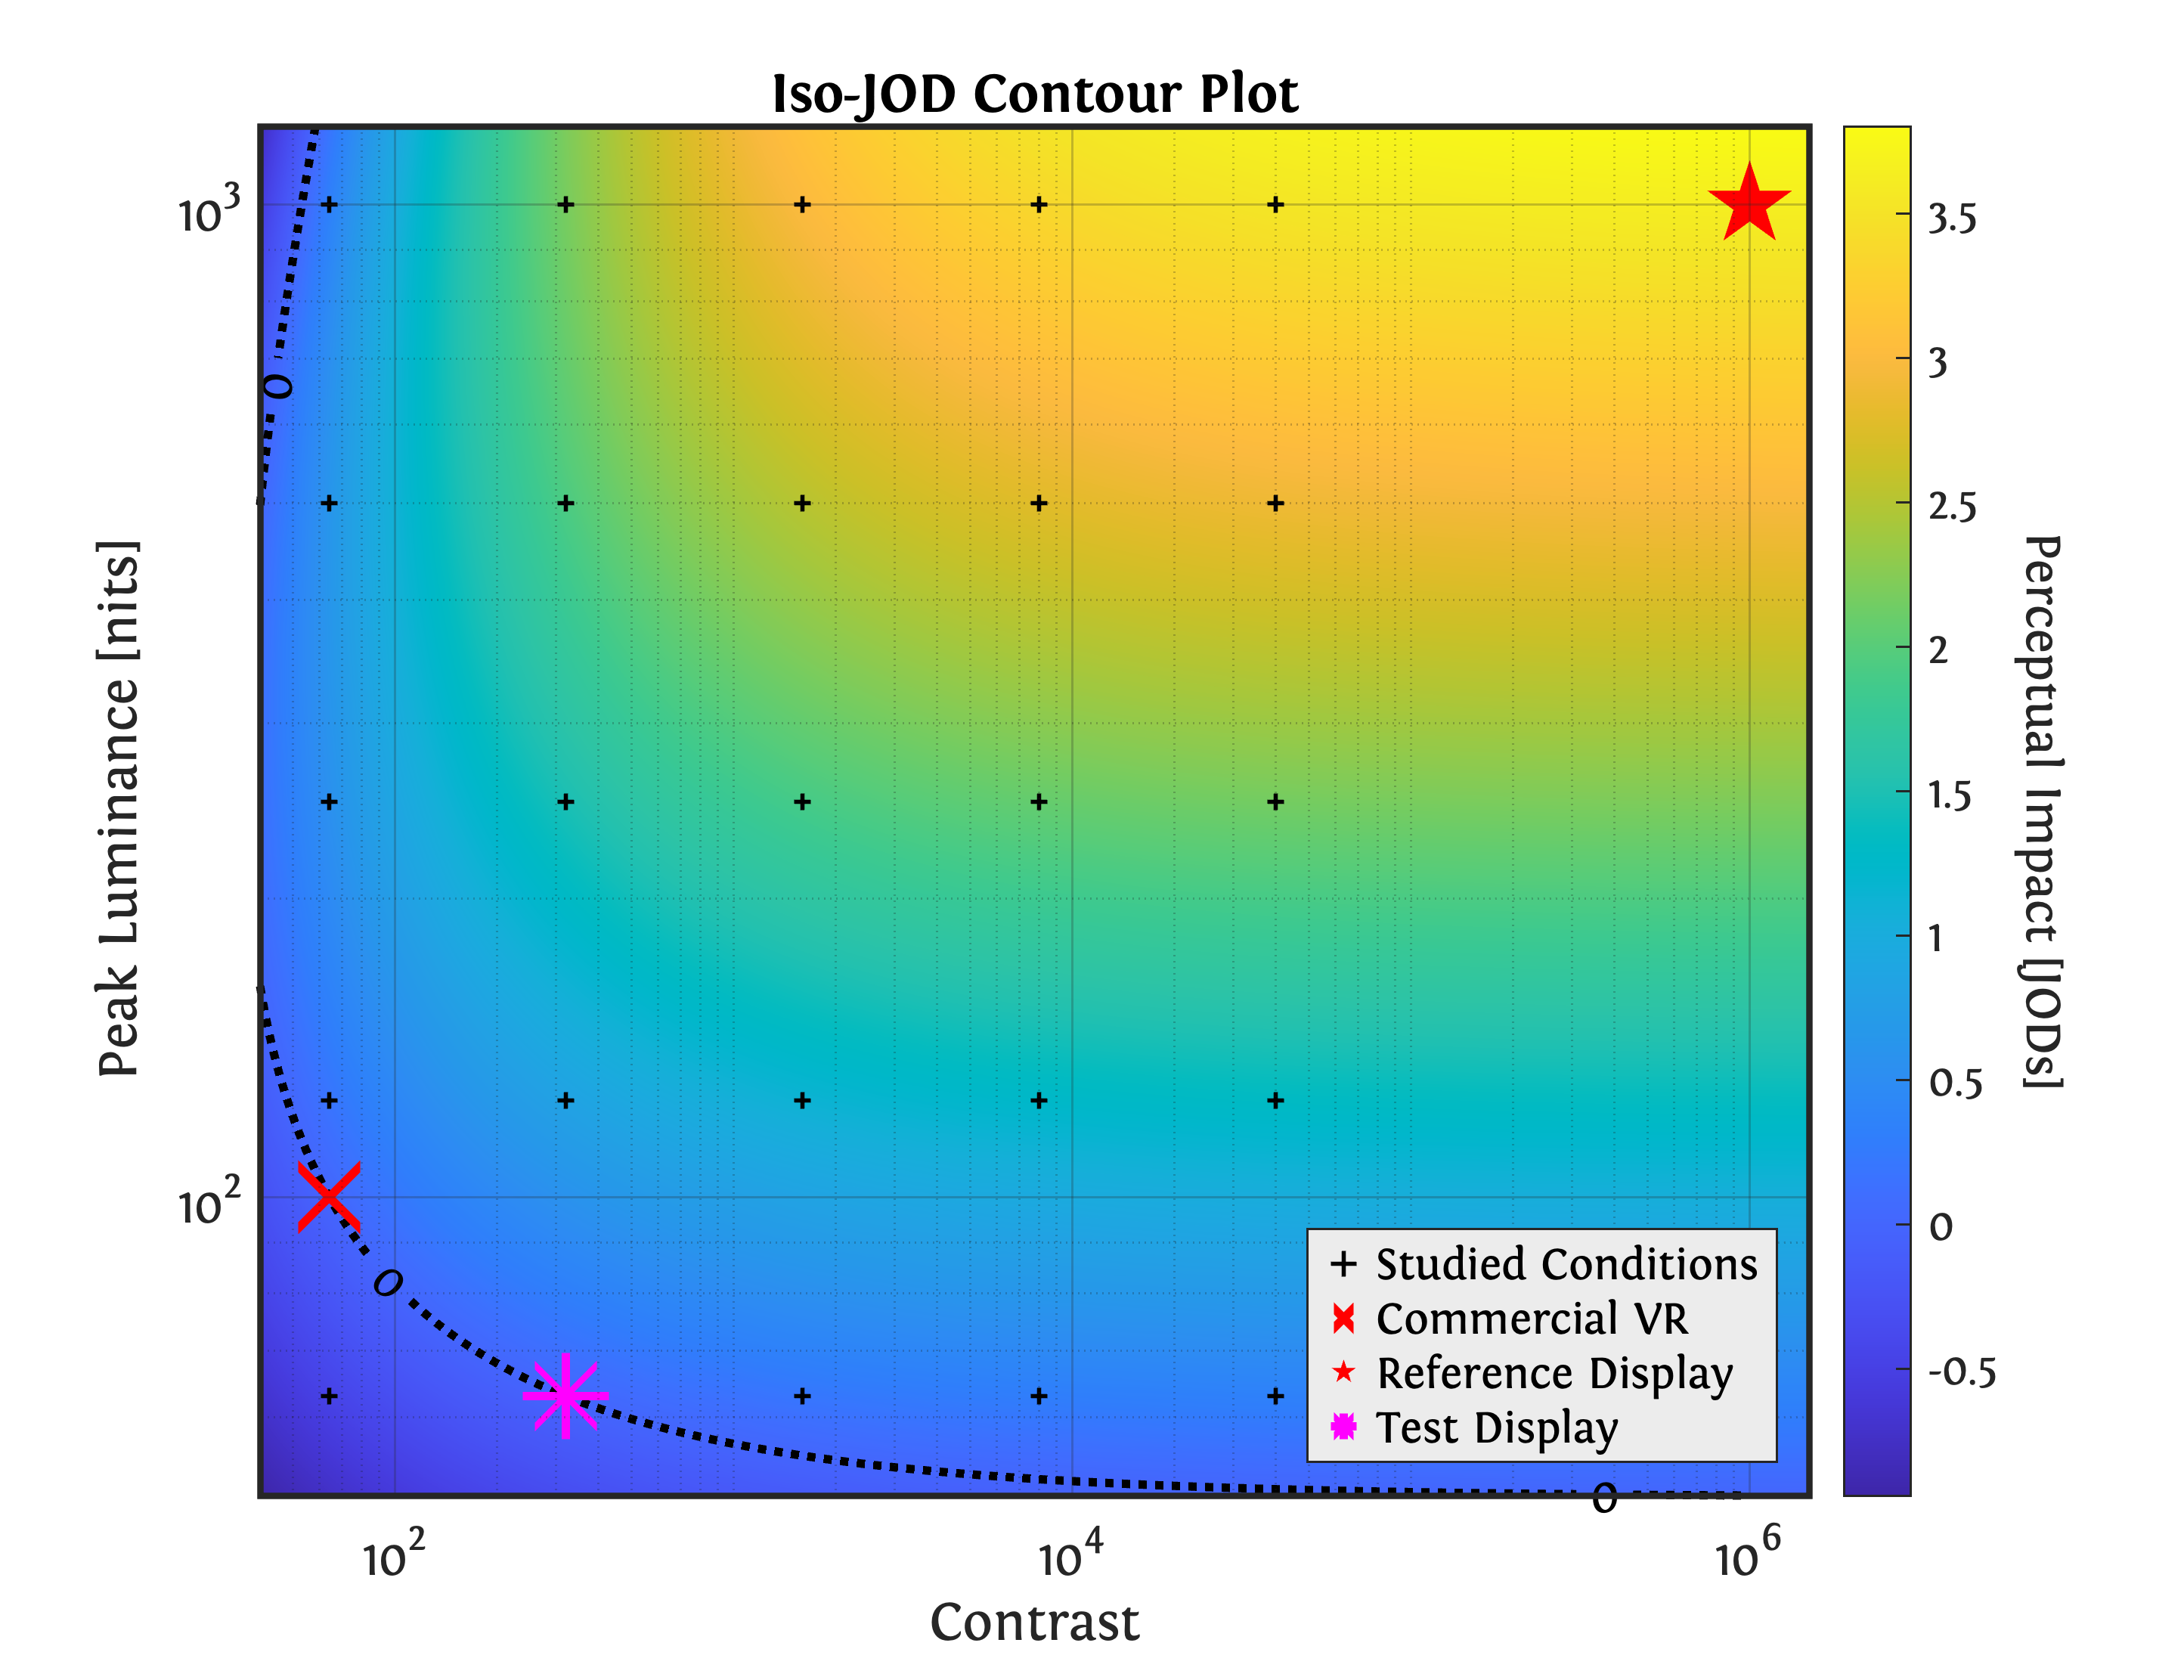 Iso-JOD Contour Plot
10³
10²
Peak Luminance [nits]
0
0
0
10²
10⁴
10⁶
Contrast
+ Studied Conditions
Commercial VR
Reference Display
Test Display
3.5
3
2.5
2
1.5
1
0.5
0
-0.5
Perceptual Impact [JODs]